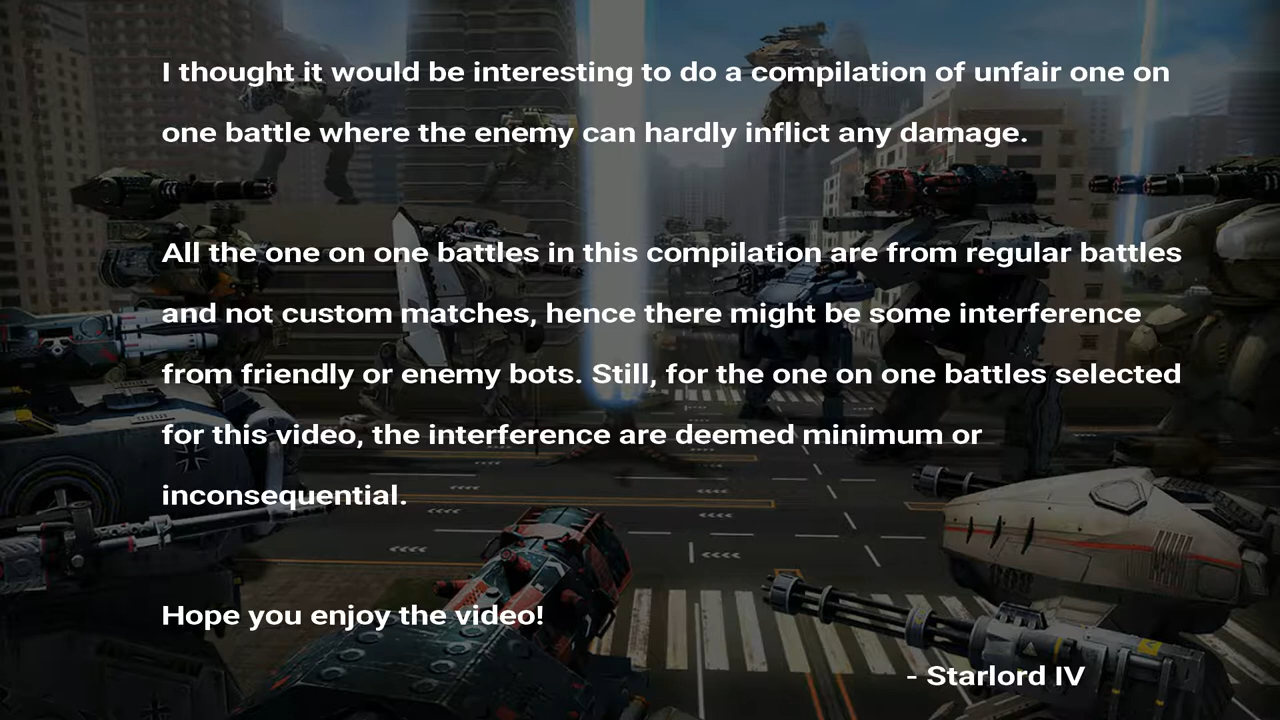 I thought it would be interesting to do a compilation of unfair one on
one battle where the enemy can hardly inflict any damage.
All the one on one battles in this compilation are from regular battles
and not custom matches, hence there might be some interference
from friendly or enemy bots. Still, for the one on one battles selected
for this video, the interference are deemed minimum or
inconsequential.
Hope you enjoy the video!
- Starlord IV